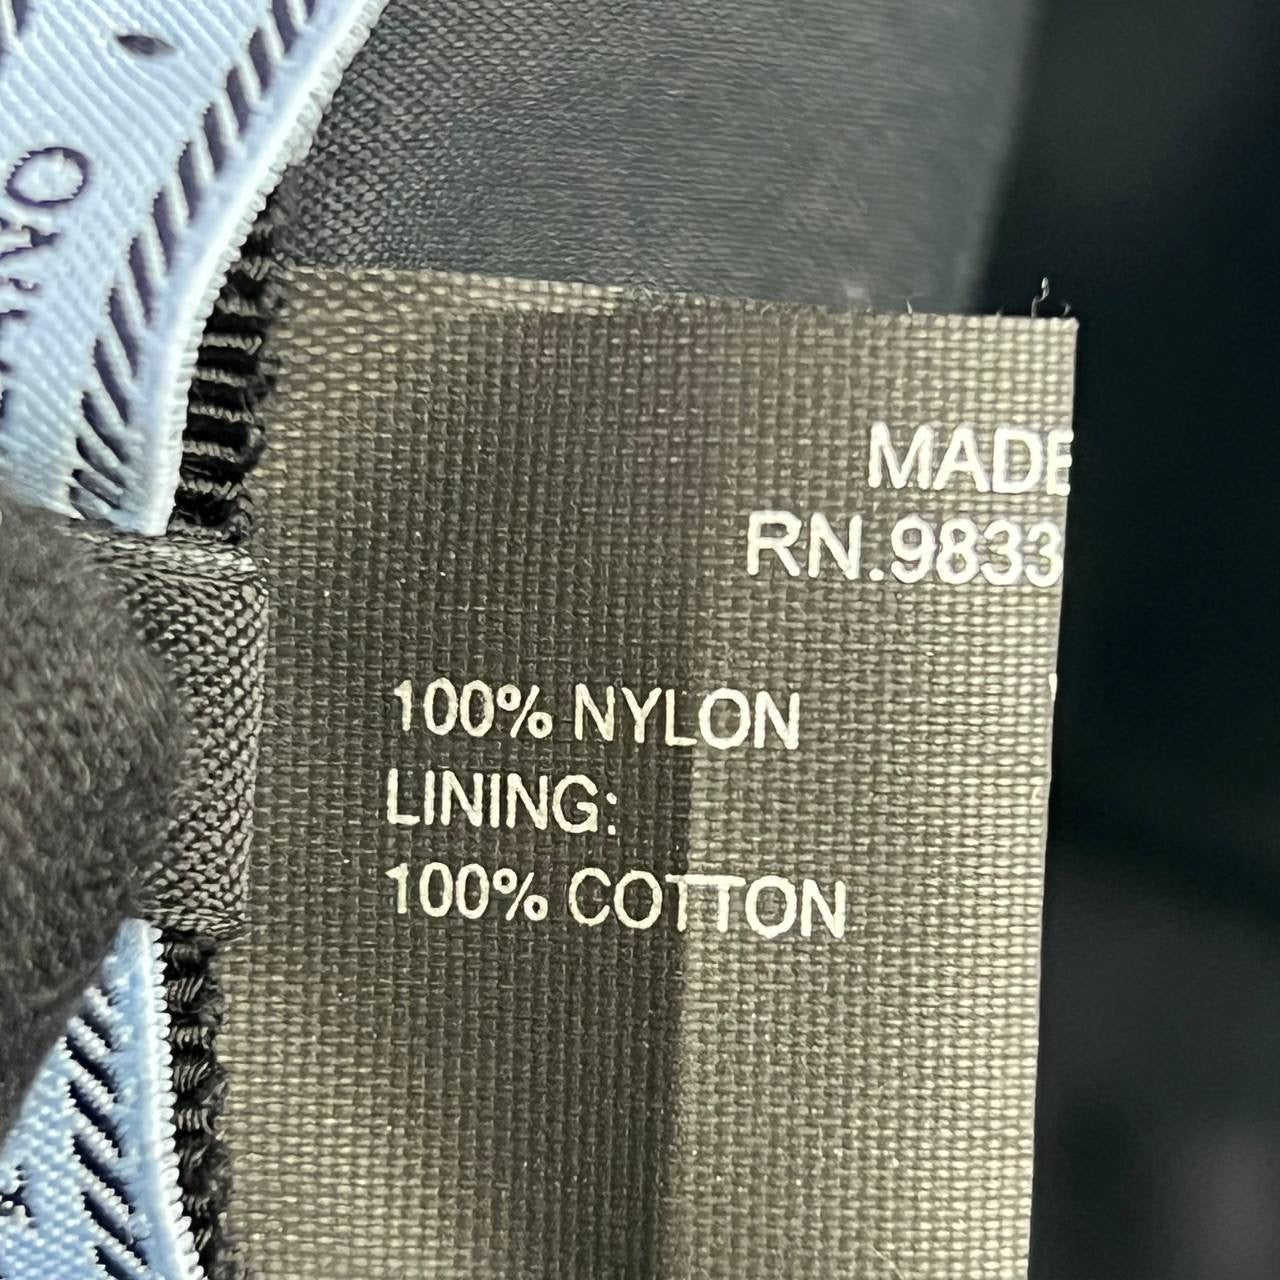 MADE
RN.9833
100% NYLON
LINING:
100% COTTON